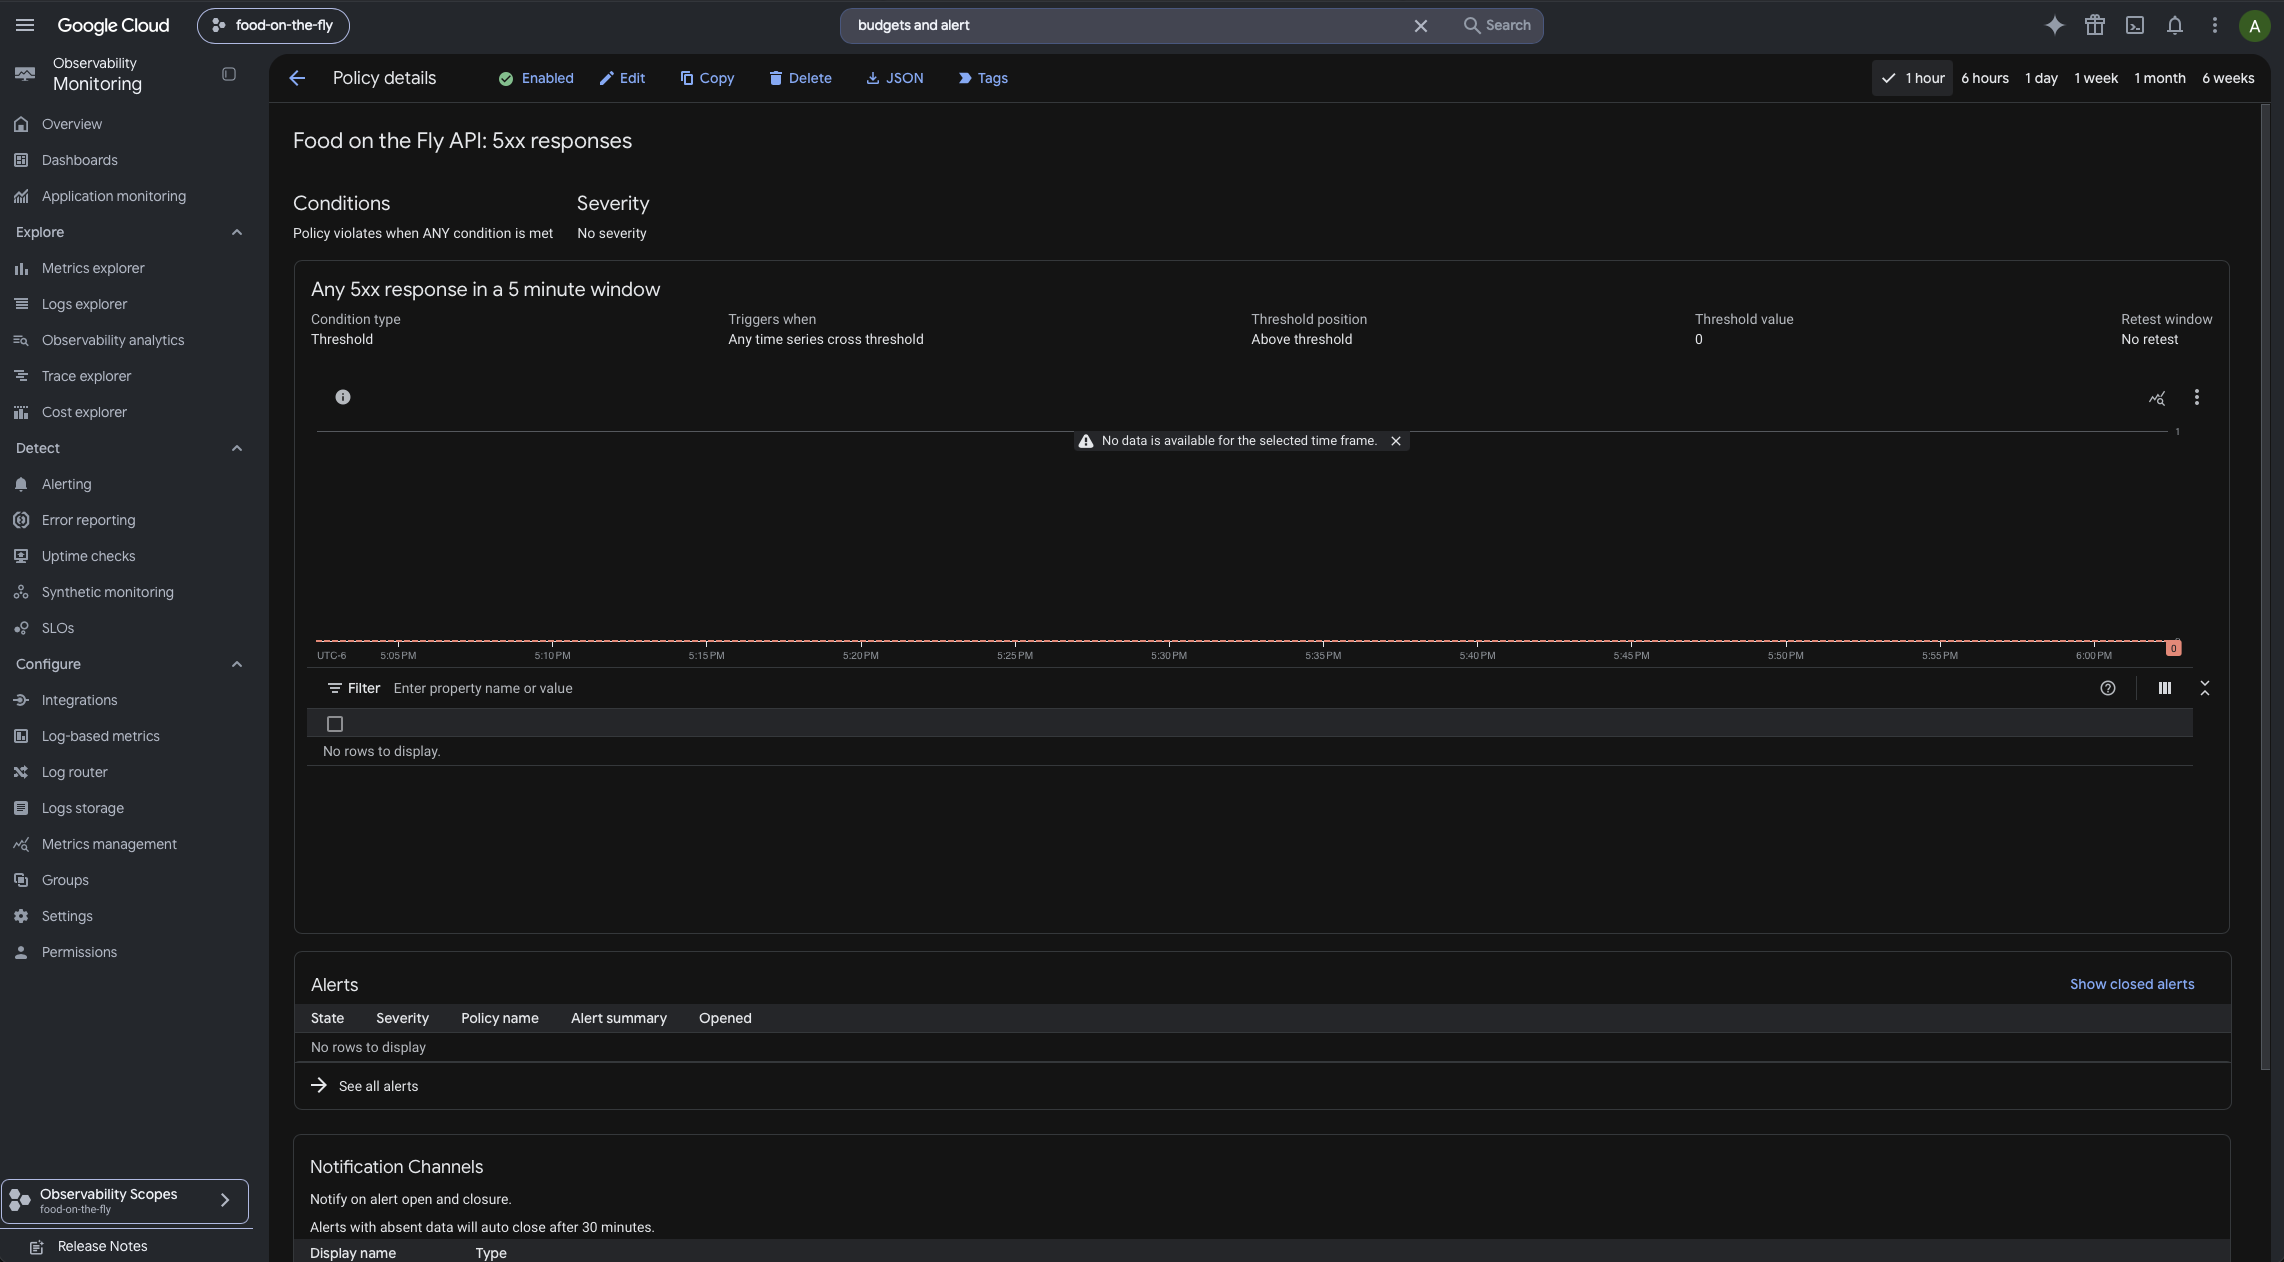 Google Cloud
food-on-the-fly
budgets and alert
Search
A
Observability
Monitoring
Overview
Dashboards
Application monitoring
Explore
Metrics explorer
Logs explorer
Observability analytics
Trace explorer
Cost explorer
Detect
Alerting
Error reporting
Uptime checks
Synthetic monitoring
SLOs
Configure
Integrations
Log-based metrics
Log router
Logs storage
Metrics management
Groups
Settings
Permissions
Observability Scopes
food-on-the-fly
Release Notes
Policy details
Enabled
Edit
Copy
Delete
JSON
Tags
1 hour
6 hours
1 day
1 week
1 month
6 weeks
Food on the Fly API: 5xx responses
Conditions
Policy violates when ANY condition is met
Severity
No severity
Any 5xx response in a 5 minute window
Condition type
Threshold
Triggers when
Any time series cross threshold
Threshold position
Above threshold
Threshold value
0
Retest window
No retest
No data is available for the selected time frame.
1
0
UTC-6 5:05 PM 5:10 PM 5:15 PM 5:20 PM 5:25 PM 5:30 PM 5:35 PM 5:40 PM 5:45 PM 5:50 PM 5:55 PM 6:00 PM
Filter Enter property name or value
No rows to display.
Alerts
Show closed alerts
State Severity Policy name Alert summary Opened
No rows to display
See all alerts
Notification Channels
Notify on alert open and closure.
Alerts with absent data will auto close after 30 minutes.
Display name Type